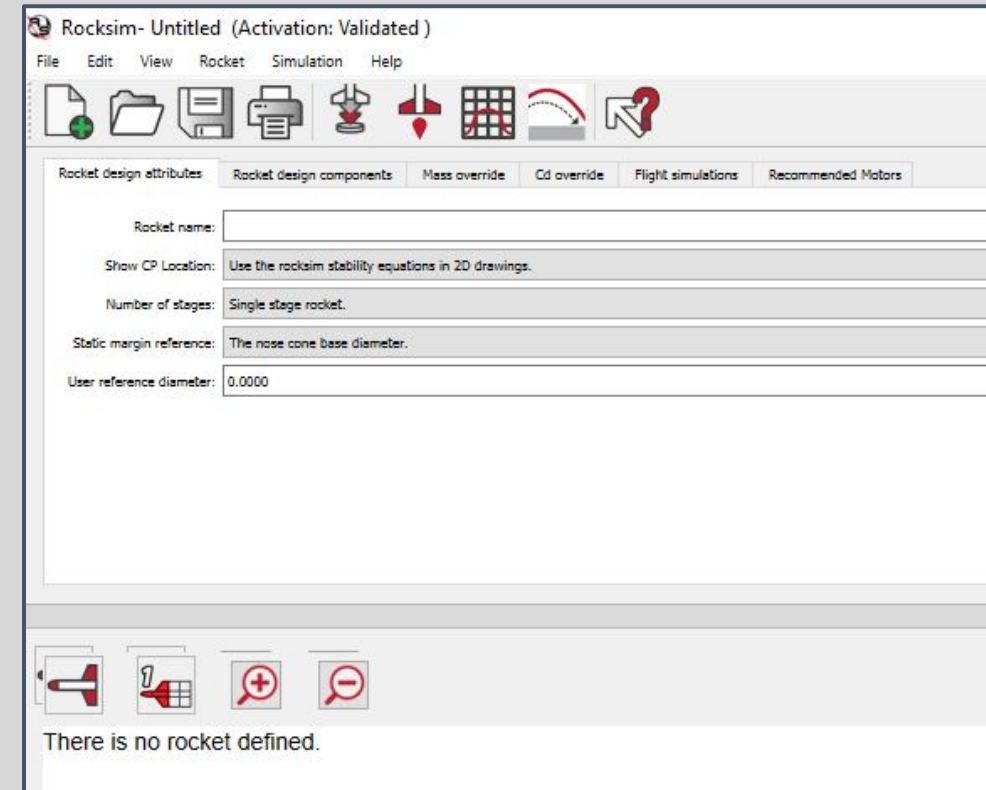 Rocksim- Untitled (Activation: Validated )
File Edit View Rocket Simulation Help
Rocket design attributes Rocket design components Mass override Cd override Flight simulations Recommended Motors
Rocket name:
Show CP Location: Use the rocksim stability equations in 2D drawings.
Number of stages: Single stage rocket.
Static margin reference: The nose cone base diameter.
User reference diameter: 0.0000
1
There is no rocket defined.